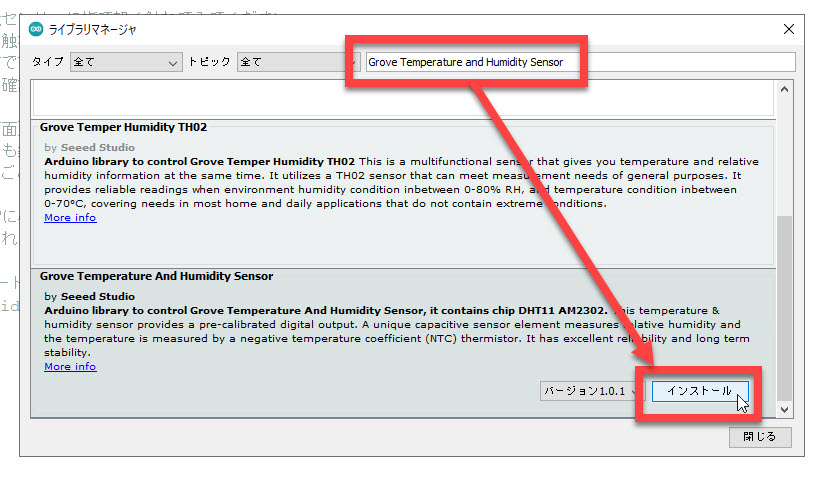 ライブラリマネージャ
タイプ 全て トピック 全て Grove Temperature and Humidity Sensor
Grove Temper Humidity TH02
by Seeed Studio
Arduino library to control Grove Temper Humidity TH02 This is a multifunctional sensor that gives you temperature and relative
humidity information at the same time. It utilizes a TH02 sensor that can meet measurement needs of general purposes. It
provides reliable readings when environment humidity condition inbetween 0-80% RH, and temperature condition inbetween
0-70°C, covering needs in most home and daily applications that do not contain extreme conditions.
More info
Grove Temperature And Humidity Sensor
by Seeed Studio
Arduino library to control Grove Temperature And Humidity Sensor, it contains chip DHT11 AM2302. This temperature &
humidity sensor provides a pre-calibrated digital output. A unique capacitive sensor element measures relative humidity and
the temperature is measured by a negative temperature coefficient (NTC) thermistor. It has excellent reliability and long term
stability.
More info
バージョン1.0.1 インストール
閉じる